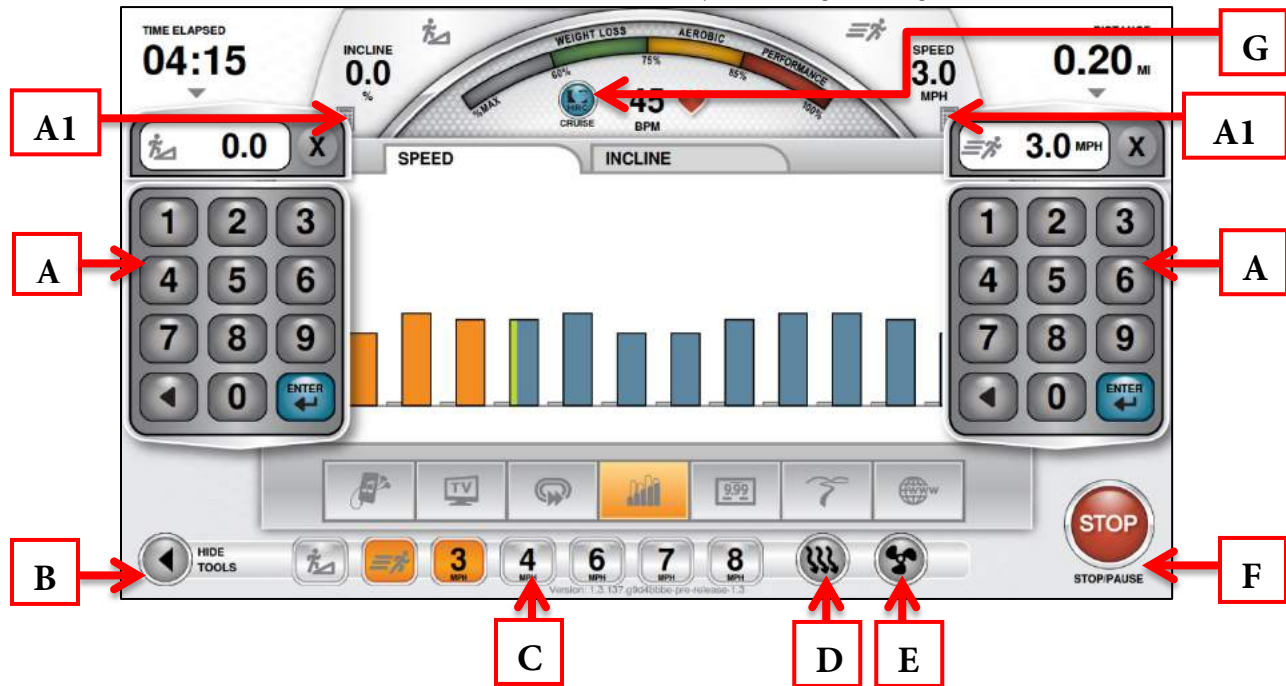 TIME ELAPSED
04:15
INCLINE
0.0
%
WEIGHT LOSS
AEROBIC
PERFORMANCE
%MAX
60%
75%
85%
100%
HRC
CRUISE
45
BPM
SPEED
3.0
MPH
DISTANCE
0.20 MI
G
A1
A1
0.0 X
SPEED
INCLINE
3.0 MPH X
1 2 3
4 5 6
7 8 9
0 ENTER
1 2 3
4 5 6
7 8 9
0 ENTER
A
A
TV
9.99
WWW
STOP
STOP/PAUSE
HIDE
TOOLS
3 MPH
4 MPH
6 MPH
7 MPH
8 MPH
B
F
C
D
E